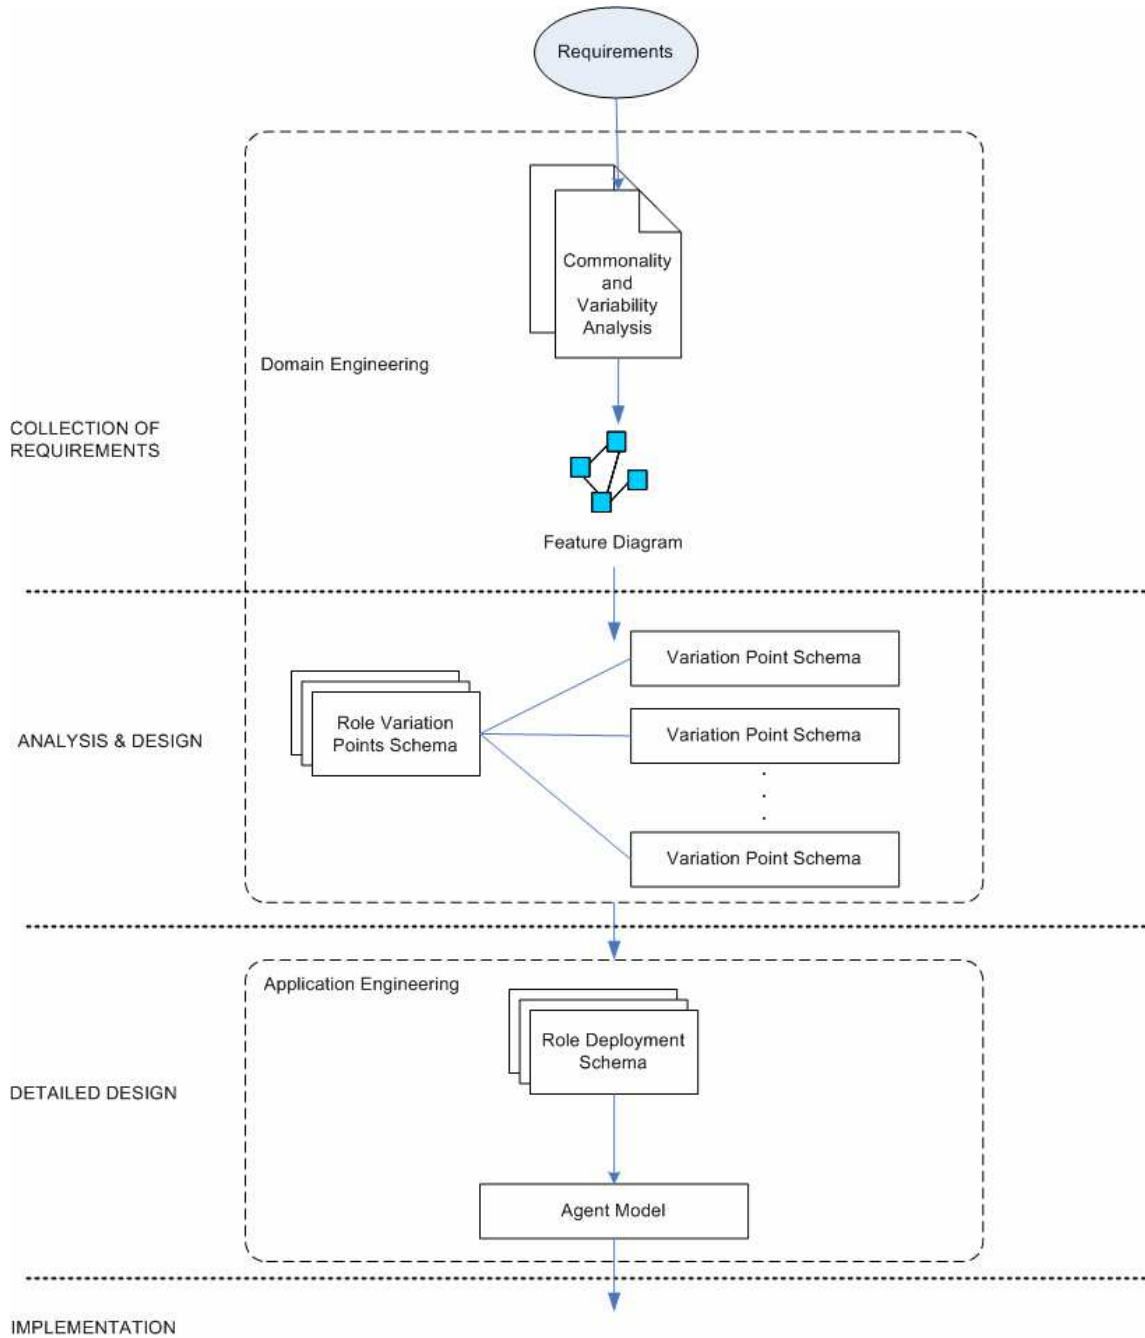 Requirements
Commonality
and
Variability
Analysis
Domain Engineering
COLLECTION OF
REQUIREMENTS
Feature Diagram
Variation Point Schema
Role Variation
Points Schema
Variation Point Schema
ANALYSIS & DESIGN
.
.
.
Variation Point Schema
Application Engineering
Role Deployment
Schema
DETAILED DESIGN
Agent Model
IMPLEMENTATION